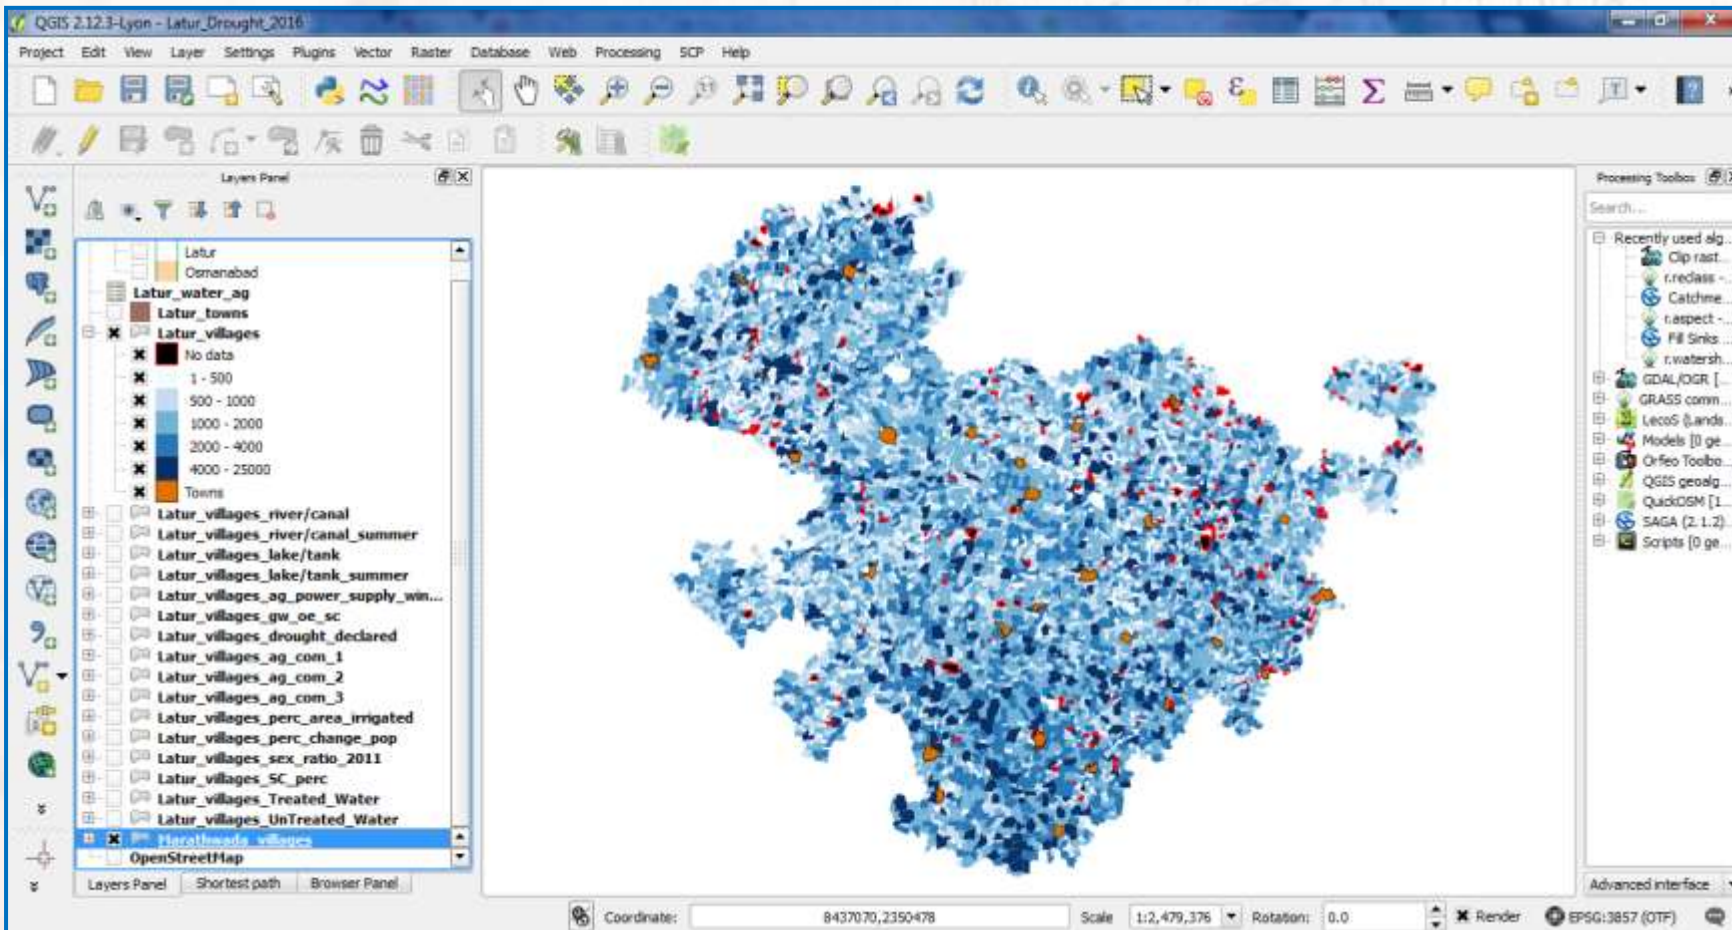 QGIS 2.12.3-Lyon - Latur_Drought_2016
Project Edit View Layer Settings Plugins Vector Raster Database Web Processing SCP Help
Layers Panel
Latur
Osmanabad
Latur_water_ag
Latur_towns
Latur_villages
No data
1 - 500
500 - 1000
1000 - 2000
2000 - 4000
4000 - 25000
Towns
Latur_villages_river/canal
Latur_villages_river/canal_summer
Latur_villages_lake/tank
Latur_villages_lake/tank_summer
Latur_villages_ag_power_supply_win...
Latur_villages_gw_oe_sc
Latur_villages_drought_declared
Latur_villages_ag_com_1
Latur_villages_ag_com_2
Latur_villages_ag_com_3
Latur_villages_perc_area_irrigated
Latur_villages_perc_change_pop
Latur_villages_sex_ratio_2011
Latur_villages_SC_perc
Latur_villages_Treated_Water
Latur_villages_UnTreated_Water
Marathwada_villages
OpenStreetMap
Layers Panel Shortest path Browser Panel
Processing Toolbox
Search...
Recently used alg...
Clip rast...
r.reclass -...
Catchme...
r.aspect -...
Fill Sinks ...
r.watersh...
GDAL/OGR [...
GRASS comm...
LecoS (Lands...
Models [0 ge...
Orfeo Toolbo...
QGIS geoalg...
QuickOSM [1...
SAGA (2.1.2)...
Scripts [0 ge...
Advanced interface
Coordinate: 8437070,2350478 Scale 1:2,479,376 Rotation: 0.0 Render EPSG:3857 (OTF)